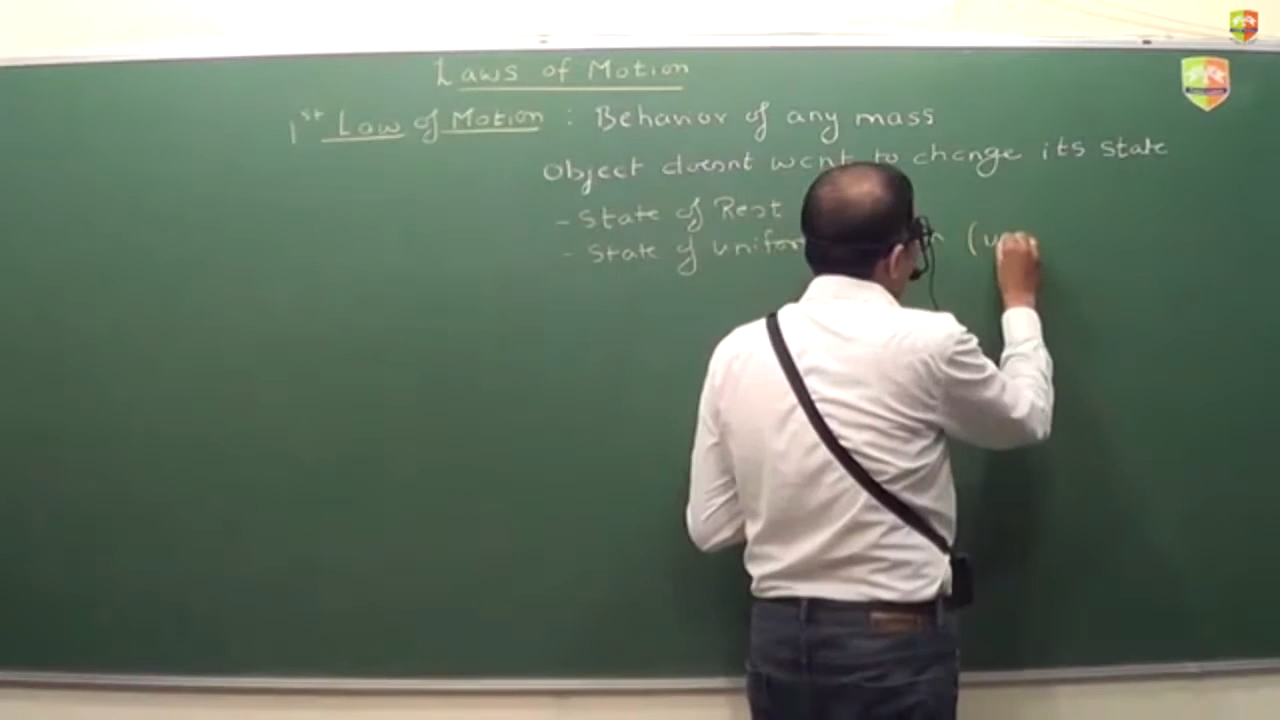 Laws of Motion
1st Law of Motion : Behavior of any mass
Object doesnt want to change its state
- State of Rest
- State of Unifor